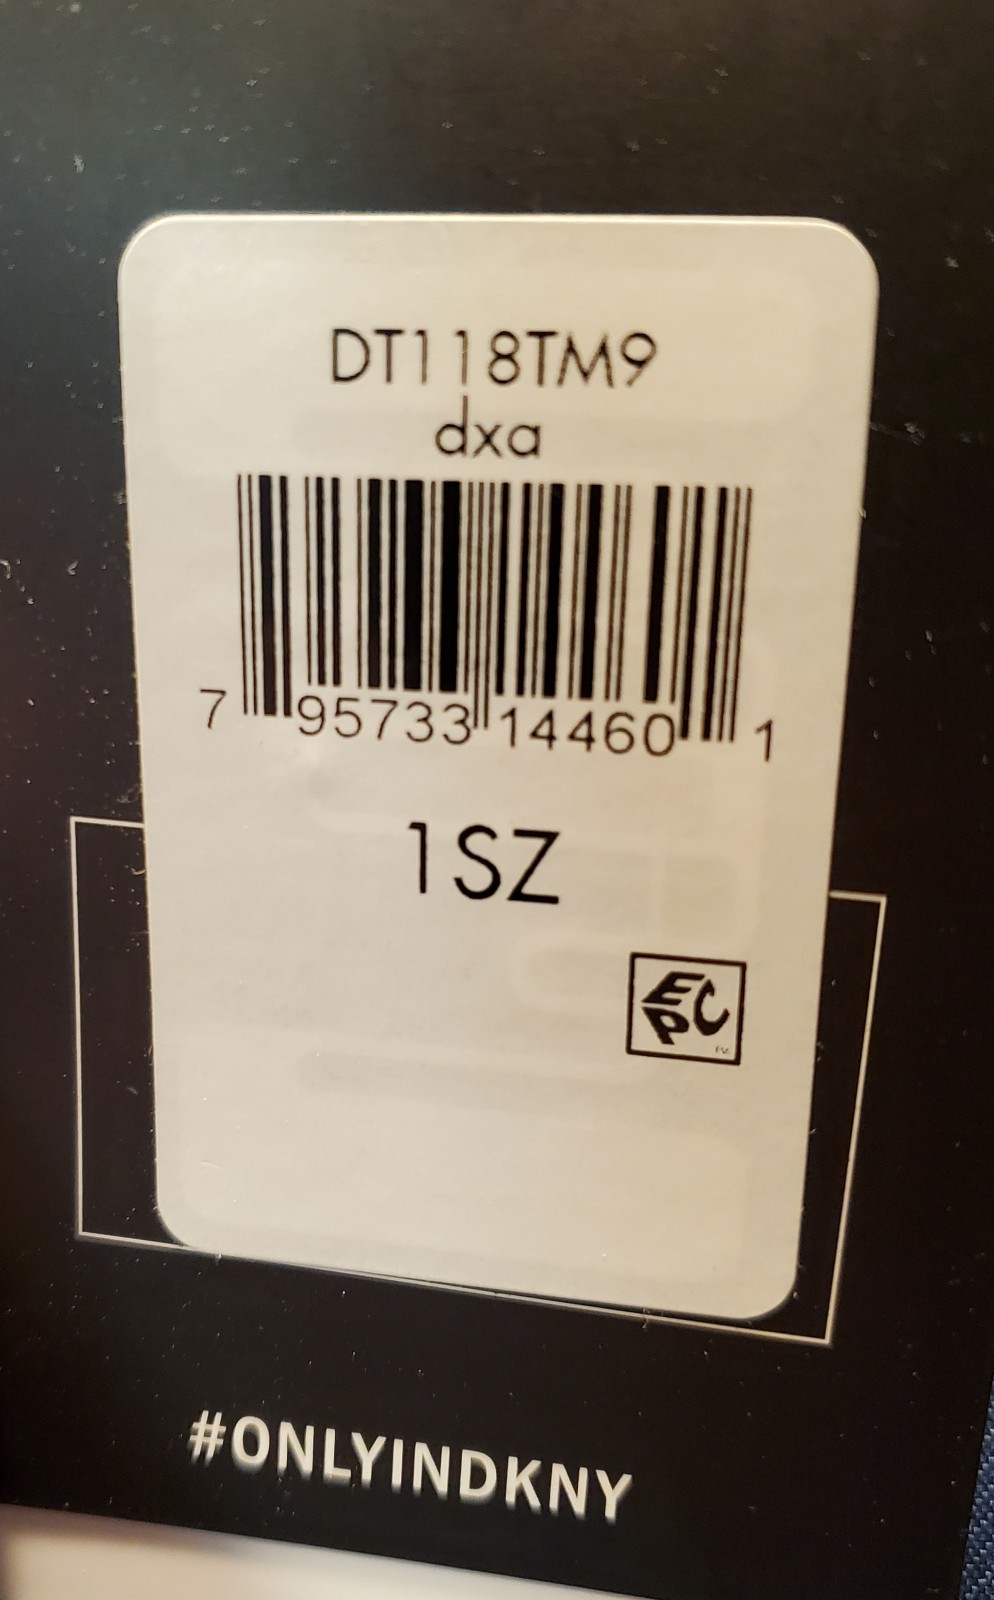 DT118TM9
dxa
7 95733 14460 1
1SZ
EPC
#ONLYINDKNY